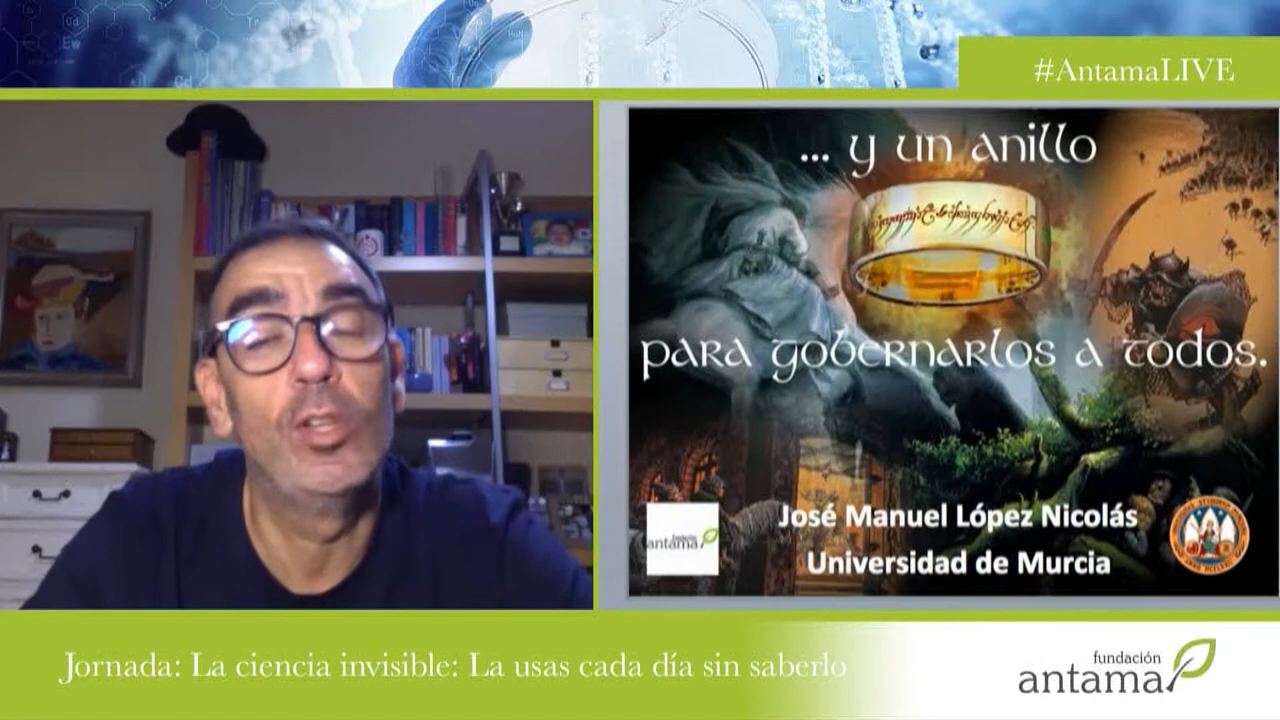 #AntamaLIVE
... y un anillo
para gobernarlos a todos.
José Manuel López Nicolás
Universidad de Murcia
fundación
antama
Jornada: La ciencia invisible: La usas cada día sin saberlo
fundación
antama